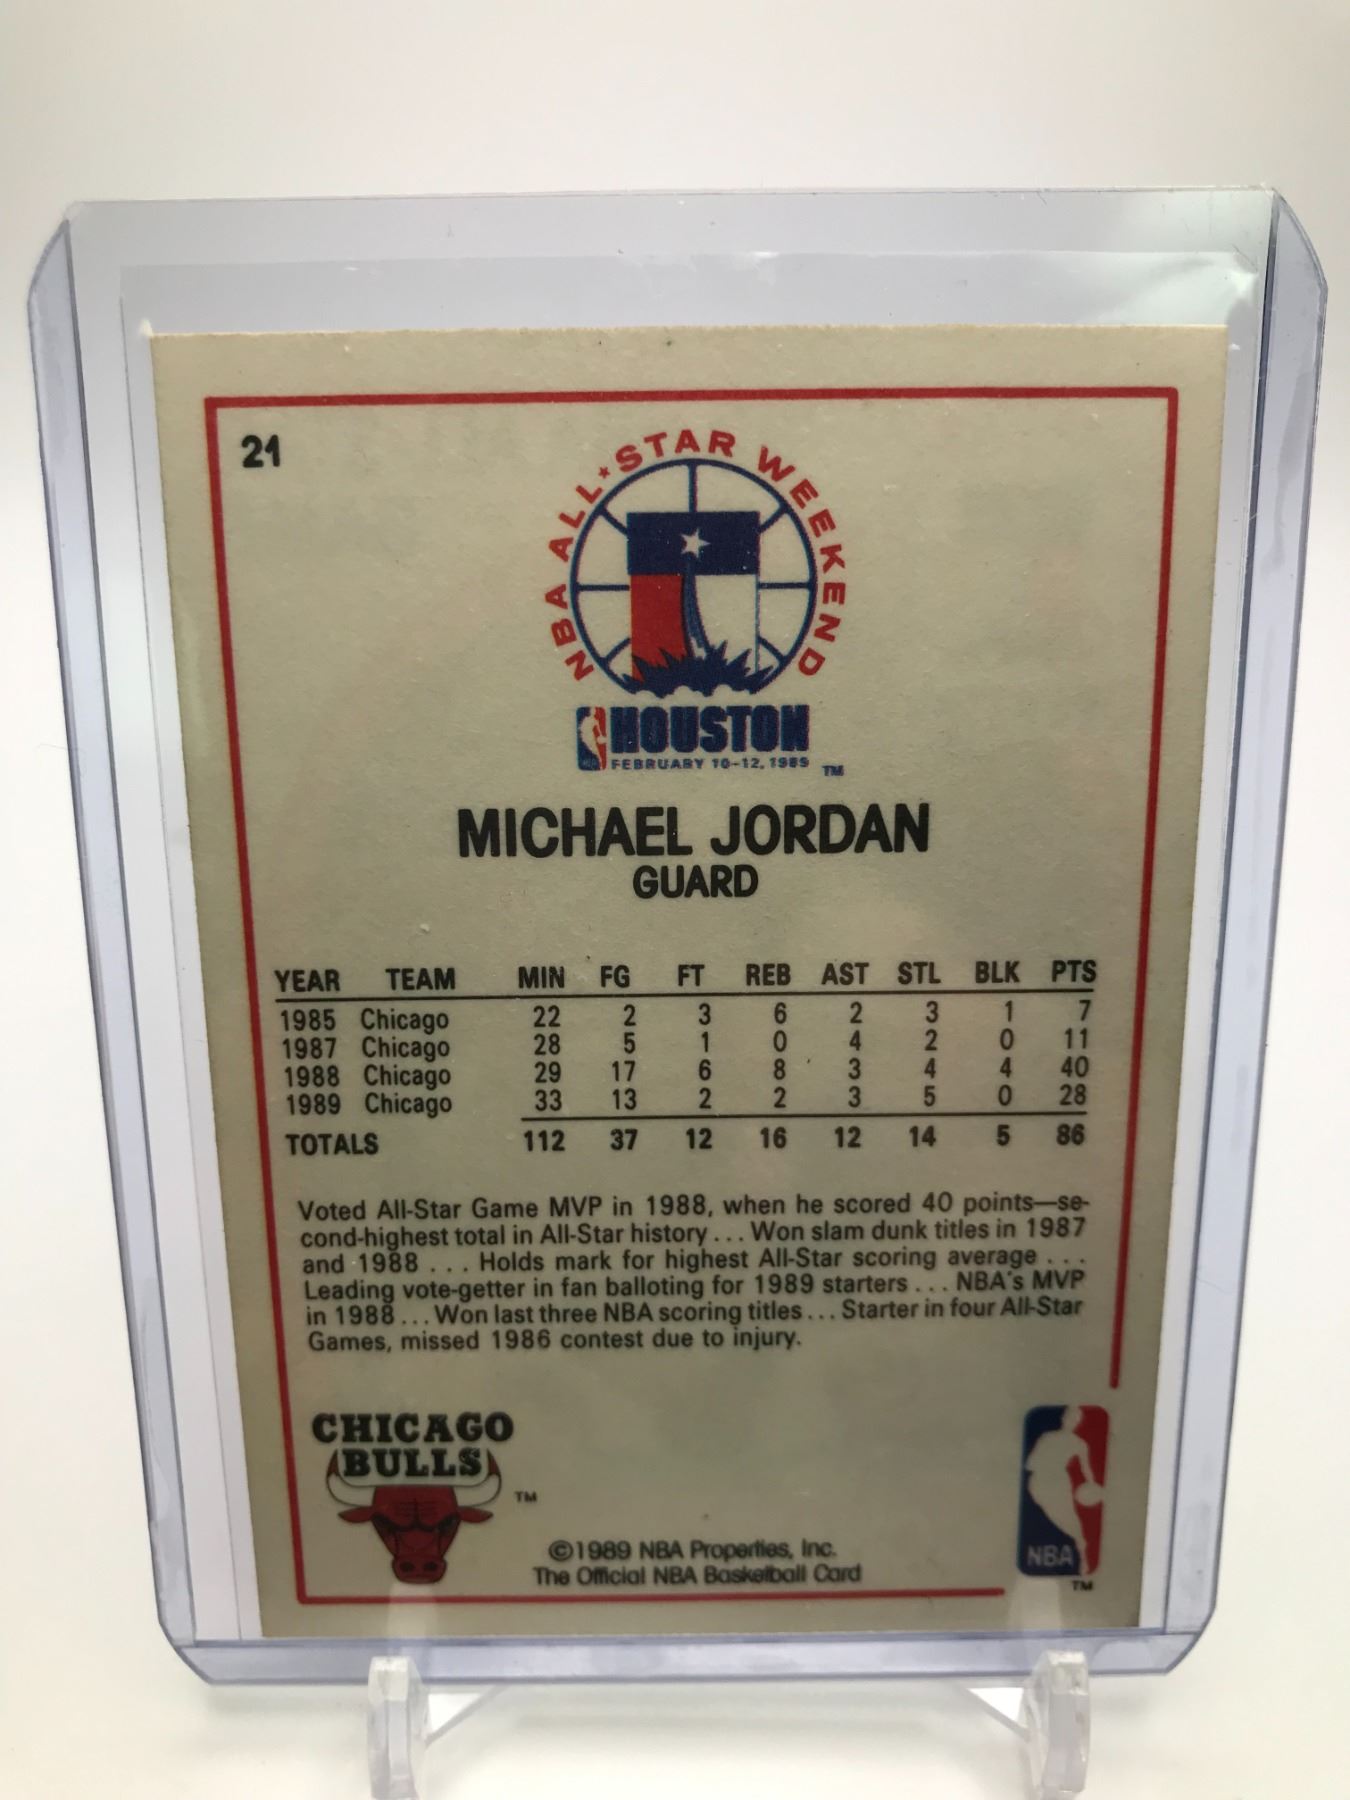 21
NBA ALL★STAR WEEKEND
HOUSTON
FEBRUARY 10-12, 1989 TM
MICHAEL JORDAN
GUARD
YEAR TEAM MIN FG FT REB AST STL BLK PTS
1985 Chicago 22 2 3 6 2 3 1 7
1987 Chicago 28 5 1 0 4 2 0 11
1988 Chicago 29 17 6 8 3 4 4 40
1989 Chicago 33 13 2 2 3 5 0 28
TOTALS 112 37 12 16 12 14 5 86
Voted All-Star Game MVP in 1988, when he scored 40 points—se-
cond-highest total in All-Star history . . . Won slam dunk titles in 1987
and 1988 . . . Holds mark for highest All-Star scoring average . . .
Leading vote-getter in fan balloting for 1989 starters . . . NBA's MVP
in 1988 . . . Won last three NBA scoring titles . . . Starter in four All-Star
Games, missed 1986 contest due to injury.
CHICAGO
BULLS
TM
©1989 NBA Properties, Inc.
The Official NBA Basketball Card
NBA
TM